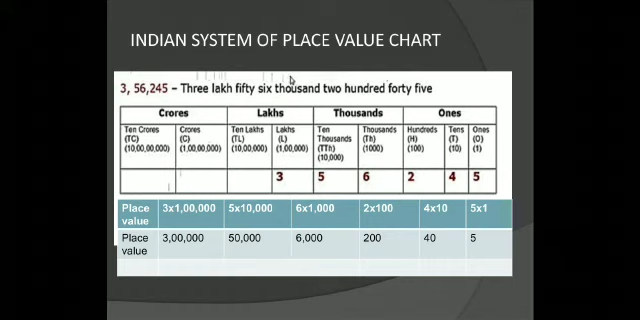 INDIAN SYSTEM OF PLACE VALUE CHART
3, 56,245 – Three lakh fifty six thousand two hundred forty five
Crores Lakhs Thousands Ones
Ten Crores (TC) (10,00,00,000) Crores (C) (1,00,00,000) Ten Lakhs (TL) (10,00,000) Lakhs (L) (1,00,000) Ten Thousands (TTh) (10,000) Thousands (Th) (1000) Hundreds (H) (100) Tens (T) (10) Ones (O) (1)
3 5 6 2 4 5
Place value 3x1,00,000 5x10,000 6x1,000 2x100 4x10 5x1
Place value 3,00,000 50,000 6,000 200 40 5